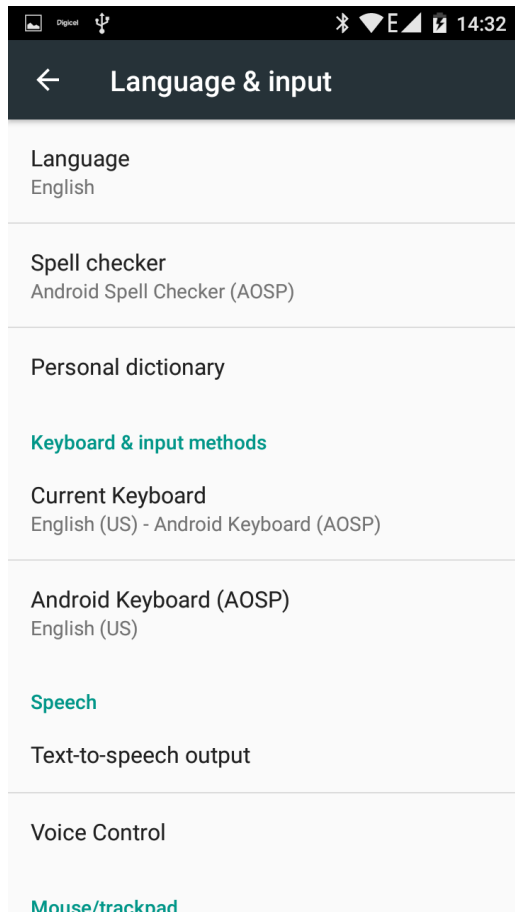 Digicel
E
14:32
Language & input
Language
English
Spell checker
Android Spell Checker (AOSP)
Personal dictionary
Keyboard & input methods
Current Keyboard
English (US) - Android Keyboard (AOSP)
Android Keyboard (AOSP)
English (US)
Speech
Text-to-speech output
Voice Control
Mouse/trackpad